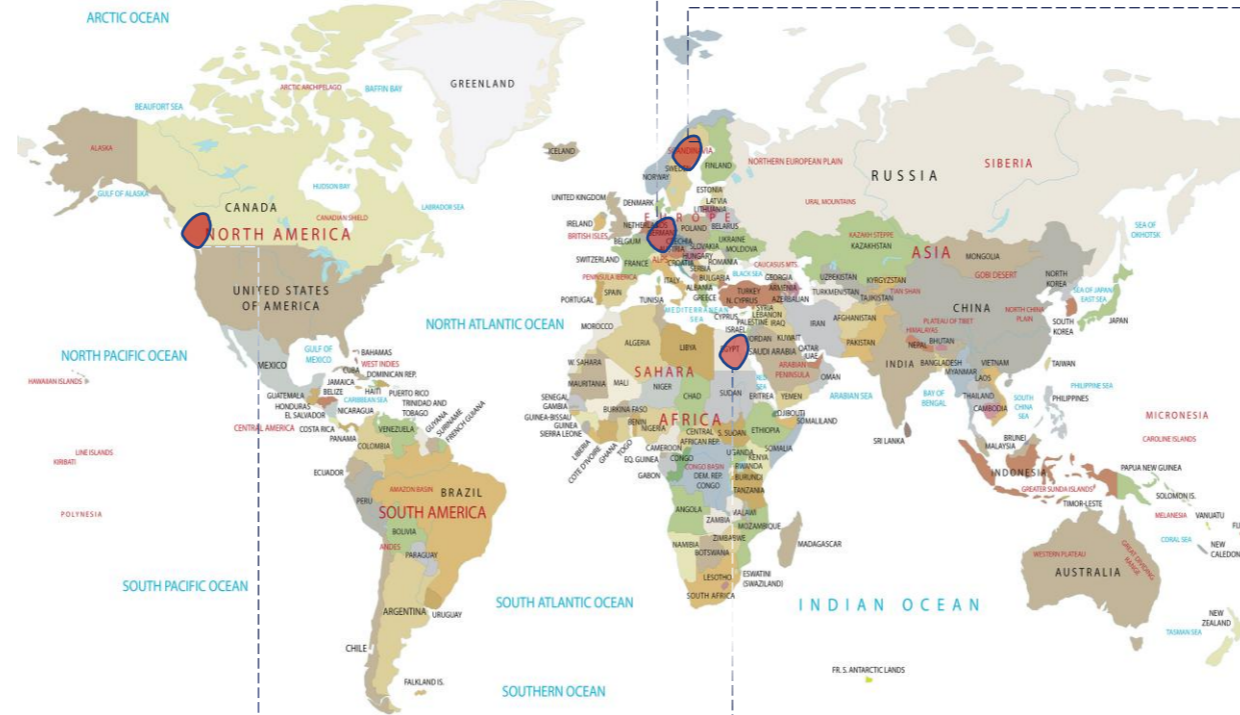 ARCTIC OCEAN
GREENLAND
ARCTIC ARCHIPELAGO
BAFFIN BAY
BEAUFORT SEA
ALASKA
GULF OF ALASKA
HUDSON BAY
LABRADOR SEA
CANADA
CANADIAN SHIELD
NORTH AMERICA
UNITED STATES
OF AMERICA
NORTH ATLANTIC OCEAN
NORTH PACIFIC OCEAN
HAWAIIAN ISLANDS
GULF OF
MEXICO
MEXICO
BAHAMAS
WEST INDIES
CUBA
DOMINICAN REP.
JAMAICA
HAITI
PUERTO RICO
BELIZE
GUATEMALA
CARIBBEAN SEA
HONDURAS
EL SALVADOR
NICARAGUA
TRINIDAD AND
TOBAGO
CENTRAL AMERICA
COSTA RICA
PANAMA
VENEZUELA
GUYANA
SURINAME
FRENCH GUIANA
COLOMBIA
LINE ISLANDS
KIRIBATI
ECUADOR
PERU
AMAZON BASIN
BRAZIL
POLYNESIA
SOUTH AMERICA
BOLIVIA
ANDES
PARAGUAY
SOUTH PACIFIC OCEAN
SOUTH ATLANTIC OCEAN
ARGENTINA
URUGUAY
CHILE
FALKLAND IS.
SOUTHERN OCEAN
ICELAND
SCANDINAVIA
SWEDEN
FINLAND
NORWAY
NORTHERN EUROPEAN PLAIN
RUSSIA
SIBERIA
UNITED KINGDOM
DENMARK
ESTONIA
LATVIA
LITHUANIA
URAL MOUNTAINS
IRELAND
NETHERLANDS
EUROPE
BELARUS
BRITISH ISLES
BELGIUM
GERMANY
POLAND
CZECHIA
UKRAINE
SLOVAKIA
MOLDOVA
SWITZERLAND
FRANCE
AUSTRIA
ALPS
HUNGARY
CROATIA
ROMANIA
SERBIA
PENINSULA IBERICA
ITALY
BULGARIA
BLACK SEA
CAUCASUS MTS.
GEORGIA
PORTUGAL
SPAIN
ALBANIA
GREECE
TURKEY
ARMENIA
AZERBAIJAN
N. CYPRUS
TUNISIA
MEDITERRANEAN
SEA
CYPRUS
SYRIA
LEBANON
PALESTINE
IRAQ
ISRAEL
JORDAN
KUWAIT
IRAN
KAZAKH STEPPE
KAZAKHSTAN
ASIA
MONGOLIA
SEA OF
OKHOTSK
UZBEKISTAN
KYRGYZSTAN
GOBI DESERT
NORTH
KOREA
TURKMENISTAN
TIAN SHAN
TAJIKISTAN
SEA OF JAPAN
EAST SEA
CHINA
NORTH CHINA
PLAIN
SOUTH
KOREA
JAPAN
AFGHANISTAN
PLATEAU OF TIBET
HIMALAYAS
PAKISTAN
NEPAL
BHUTAN
MOROCCO
ALGERIA
LIBYA
EGYPT
SAUDI ARABIA
QATAR
UAE
INDIA
BANGLADESH
MYANMAR
VIETNAM
LAOS
TAIWAN
W. SAHARA
SAHARA
ARABIAN
PENINSULA
OMAN
MAURITANIA
MALI
NIGER
CHAD
SUDAN
RED
SEA
ERITREA
YEMEN
ARABIAN SEA
BAY OF
BENGAL
THAILAND
CAMBODIA
SOUTH
CHINA
SEA
PHILIPPINES
PHILIPPINE SEA
SENEGAL
GAMBIA
GUINEA-BISSAU
GUINEA
SIERRA LEONE
BURKINA FASO
BENIN
NIGERIA
AFRICA
DJIBOUTI
SOMALILAND
LIBERIA
COTE D'IVOIRE
GHANA
TOGO
CENTRAL
AFRICAN REP.
S. SUDAN
ETHIOPIA
CAMEROON
EQ. GUINEA
GABON
CONGO
UGANDA
KENYA
SOMALIA
SRI LANKA
MICRONESIA
CAROLINE ISLANDS
BRUNEI
MALAYSIA
CONGO BASIN
DEM. REP.
CONGO
RWANDA
BURUNDI
TANZANIA
INDONESIA
GREATER SUNDA ISLANDS
PAPUA NEW GUINEA
TIMOR-LESTE
SOLOMON IS.
ANGOLA
ZAMBIA
MALAWI
MOZAMBIQUE
MELANESIA
VANUATU
FU
NAMIBIA
ZIMBABWE
BOTSWANA
MADAGASCAR
CORAL SEA
NEW
CALEDON
WESTERN PLATEAU
GREAT DIVIDING
RANGE
AUSTRALIA
LESOTHO
ESWATINI
(SWAZILAND)
SOUTH AFRICA
INDIAN OCEAN
NEW
ZEALAND
TASMAN SEA
FR. S. ANTARCTIC LANDS